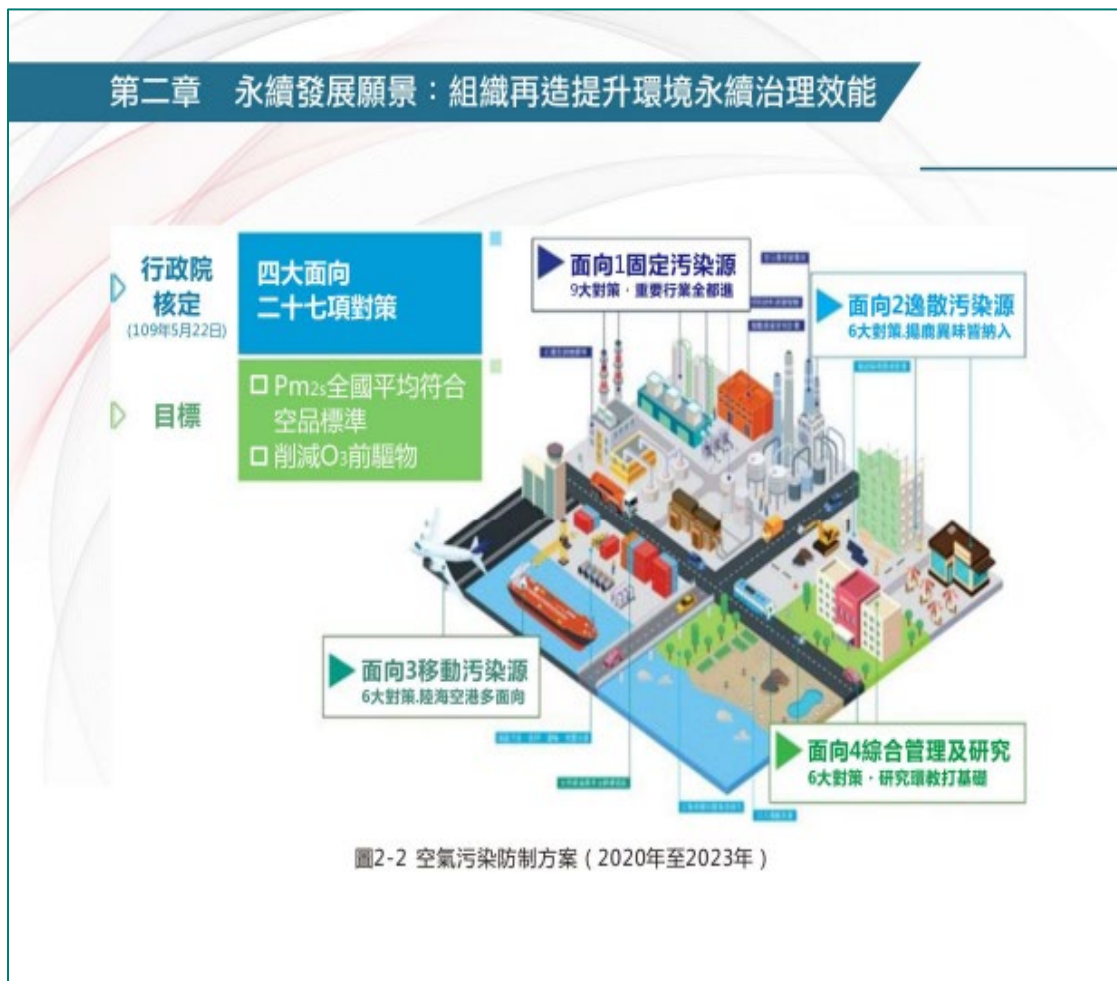 第二章 永續發展願景：組織再造提升環境永續治理效能
行政院
核定
(109年5月22日)
四大面向
二十七項對策
目標
□ Pm2s全國平均符合
空品標準
□ 削減O3前驅物
面向1固定污染源
9大對策，重要行業全都進
面向2逸散污染源
6大對策.揚塵異味皆納入
面向3移動污染源
6大對策.陸海空港多面向
面向4綜合管理及研究
6大對策，研究環教打基礎
圖2-2 空氣污染防制方案（2020年至2023年）